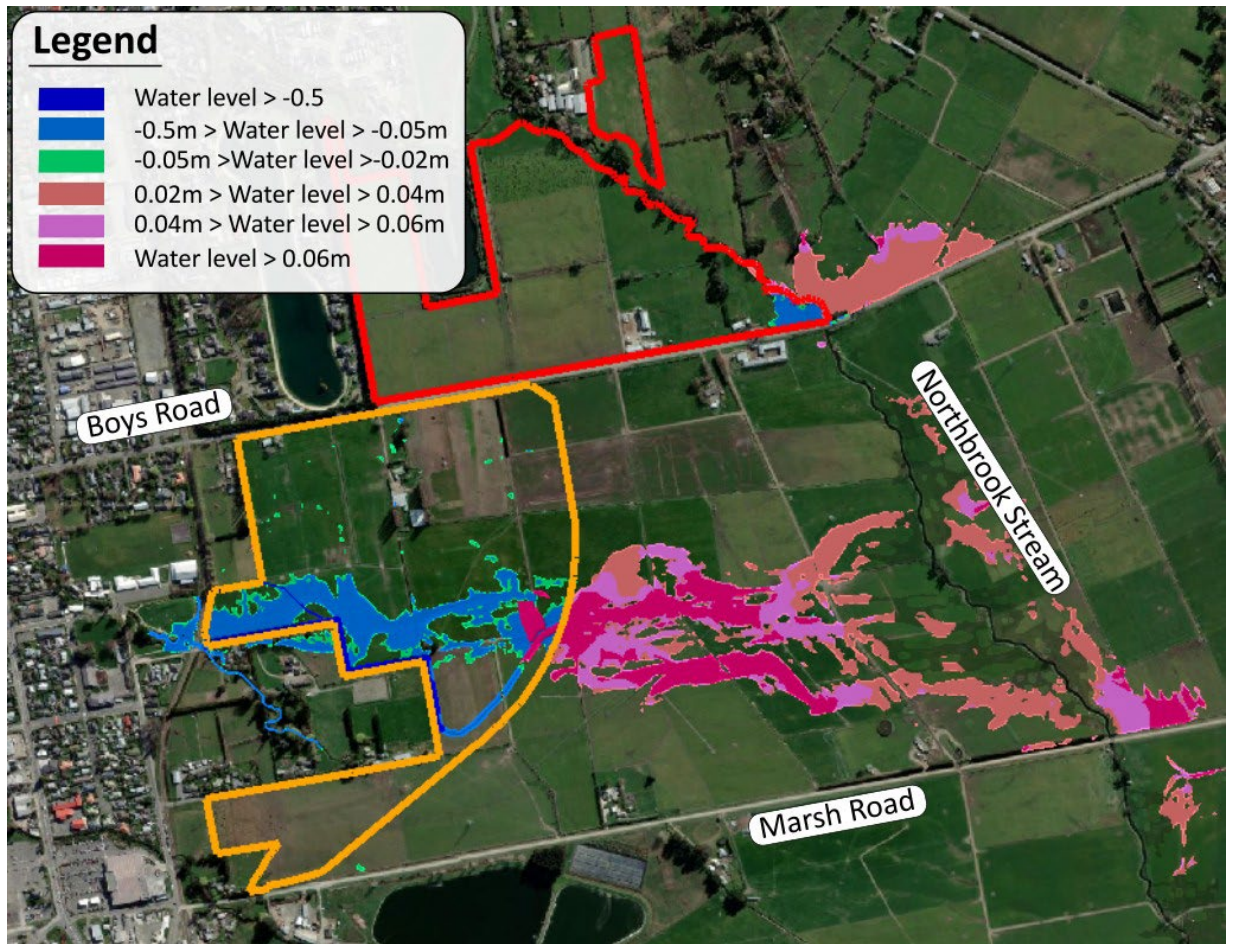 Legend
Water level > -0.5
-0.5m > Water level > -0.05m
-0.05m >Water level >-0.02m
0.02m > Water level > 0.04m
0.04m > Water level > 0.06m
Water level > 0.06m
Boys Road
Northbrook Stream
Marsh Road